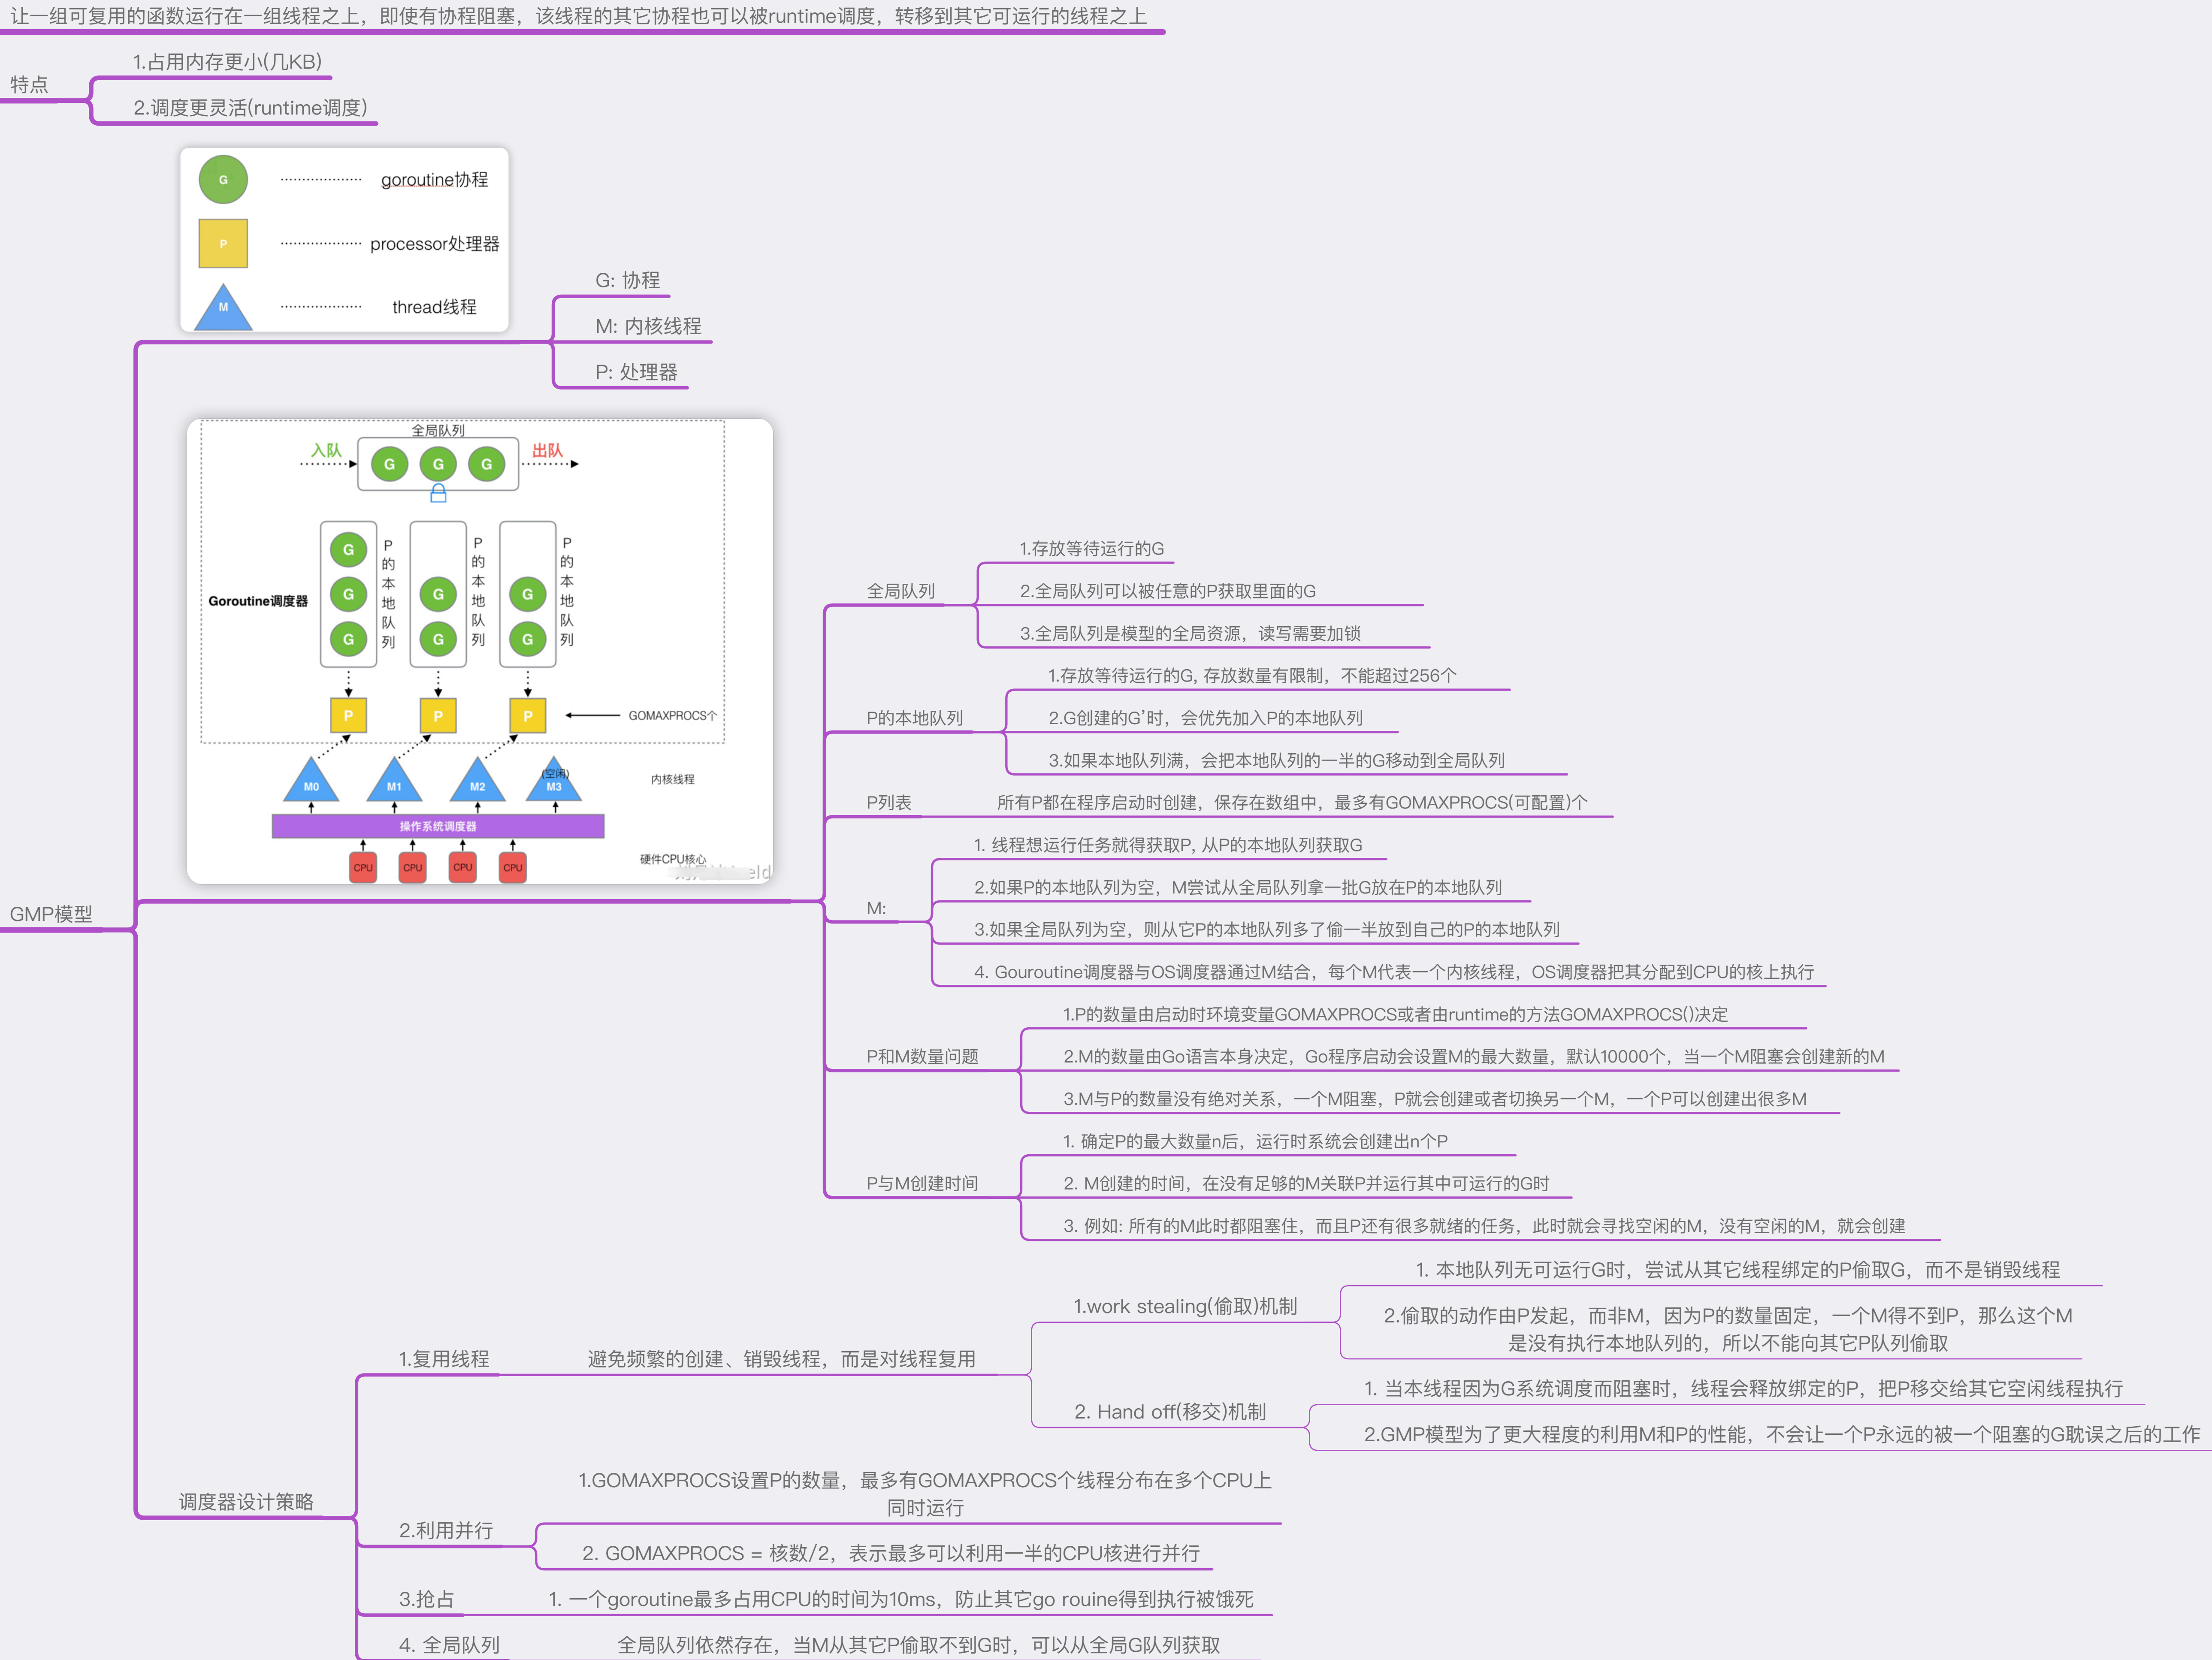 让一组可复用的函数运行在一组线程之上，即使有协程阻塞，该线程的其它协程也可以被runtime调度，转移到其它可运行的线程之上
特点
1.占用内存更小(几KB)
2.调度更灵活(runtime调度)
G
goroutine协程
P
processor处理器
M
thread线程
G: 协程
M: 内核线程
P: 处理器
全局队列
入队
G G G
出队
Goroutine调度器
G
G
G
P的本地队列
G
G
P的本地队列
G
G
P的本地队列
P P P
GOMAXPROCS个
M0 M1 M2
(空闲)
M3
内核线程
操作系统调度器
CPU CPU CPU CPU
硬件CPU核心
eld
GMP模型
全局队列
1.存放等待运行的G
2.全局队列可以被任意的P获取里面的G
3.全局队列是模型的全局资源，读写需要加锁
P的本地队列
1.存放等待运行的G, 存放数量有限制，不能超过256个
2.G创建的G'时，会优先加入P的本地队列
3.如果本地队列满，会把本地队列的一半的G移动到全局队列
P列表
所有P都在程序启动时创建，保存在数组中，最多有GOMAXPROCS(可配置)个
M:
1. 线程想运行任务就得获取P, 从P的本地队列获取G
2.如果P的本地队列为空，M尝试从全局队列拿一批G放在P的本地队列
3.如果全局队列为空，则从它P的本地队列多了偷一半放到自己的P的本地队列
4. Gouroutine调度器与OS调度器通过M结合，每个M代表一个内核线程，OS调度器把其分配到CPU的核上执行
P和M数量问题
1.P的数量由启动时环境变量GOMAXPROCS或者由runtime的方法GOMAXPROCS()决定
2.M的数量由Go语言本身决定，Go程序启动会设置M的最大数量，默认10000个，当一个M阻塞会创建新的M
3.M与P的数量没有绝对关系，一个M阻塞，P就会创建或者切换另一个M，一个P可以创建出很多M
P与M创建时间
1. 确定P的最大数量n后，运行时系统会创建出n个P
2. M创建的时间，在没有足够的M关联P并运行其中可运行的G时
3. 例如: 所有的M此时都阻塞住，而且P还有很多就绪的任务，此时就会寻找空闲的M，没有空闲的M，就会创建
调度器设计策略
1.复用线程
避免频繁的创建、销毁线程，而是对线程复用
1.work stealing(偷取)机制
1. 本地队列无可运行G时，尝试从其它线程绑定的P偷取G，而不是销毁线程
2.偷取的动作由P发起，而非M，因为P的数量固定，一个M得不到P，那么这个M
是没有执行本地队列的，所以不能向其它P队列偷取
2. Hand off(移交)机制
1. 当本线程因为G系统调度而阻塞时，线程会释放绑定的P，把P移交给其它空闲线程执行
2.GMP模型为了更大程度的利用M和P的性能，不会让一个P永远的被一个阻塞的G耽误之后的工作
2.利用并行
1.GOMAXPROCS设置P的数量，最多有GOMAXPROCS个线程分布在多个CPU上
同时运行
2. GOMAXPROCS = 核数/2，表示最多可以利用一半的CPU核进行并行
3.抢占
1. 一个goroutine最多占用CPU的时间为10ms，防止其它go rouine得到执行被饿死
4. 全局队列
全局队列依然存在，当M从其它P偷取不到G时，可以从全局G队列获取